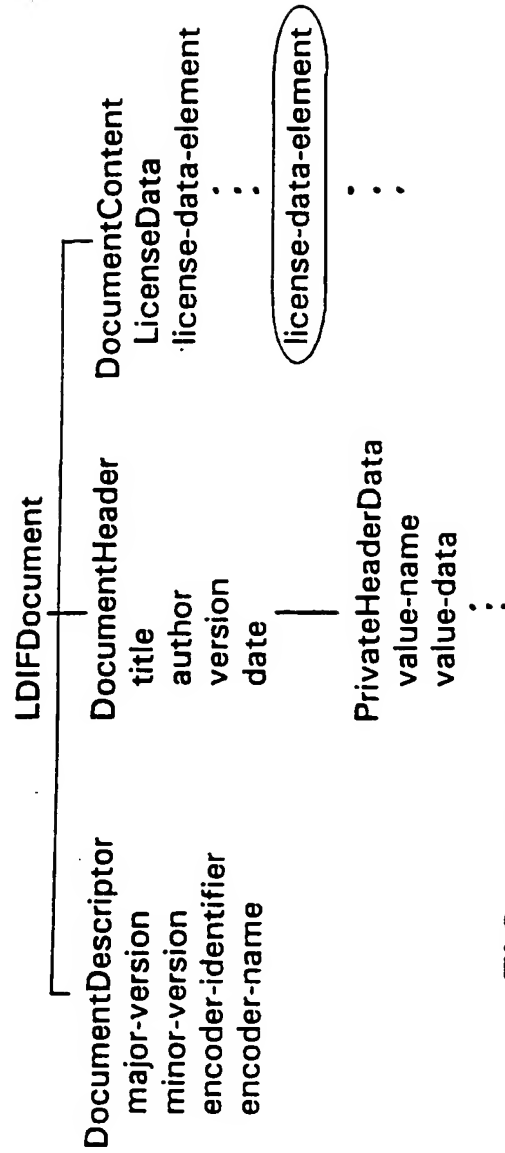 LDIFDocument
DocumentDescriptor
major-version
minor-version
encoder-identifier
encoder-name
DocumentHeader
title
author
version
date
PrivateHeaderData
value-name
value-data
DocumentContent
LicenseData
license-data-element
license-data-element